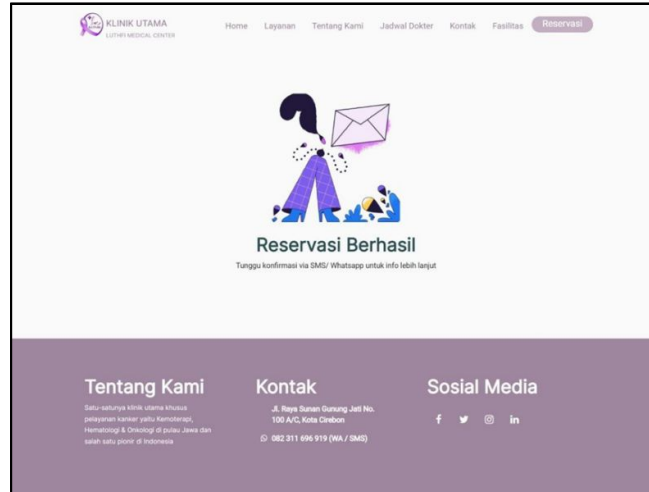 KLINIK UTAMA
LUTHFI MEDICAL CENTER
Home Layanan Tentang Kami Jadwal Dokter Kontak Fasilitas Reservasi
Reservasi Berhasil
Tunggu konfirmasi via SMS/ Whatsapp untuk info lebih lanjut
Tentang Kami
Satu-satunya klinik utama khusus
pelayanan kanker yaitu Kemoterapi,
Hematologi & Onkologi di pulau Jawa dan
salah satu pionir di Indonesia
Kontak
Jl. Raya Sunan Gunung Jati No.
100 A/C, Kota Cirebon
082 311 696 919 (WA / SMS)
Sosial Media